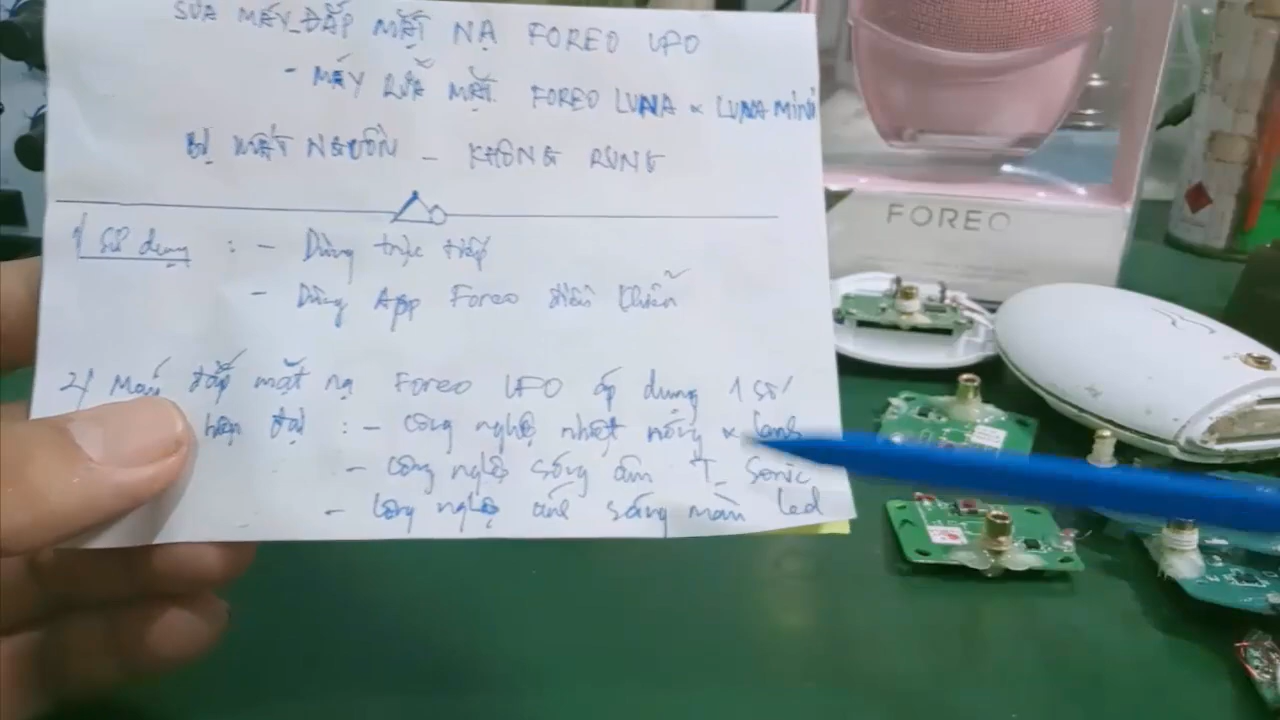 SỬA MÁY ĐẮP MẶT NẠ FOREO UFO
- MÁY RỬA MẶT FOREO LUNA & LUNA MINI
BỊ MẤT NGUỒN - KHÔNG RUNG
1/ Sử dụng : - Dùng trực tiếp
- Dùng App Foreo điều khiển
2/ Máy đắp mặt nạ Foreo UFO áp dụng 1 số
hiện đại : - Công nghệ nhiệt nóng & lạnh
- Công nghệ sóng âm T_ Sonic
- Công nghệ ánh sáng màn led
FOREO